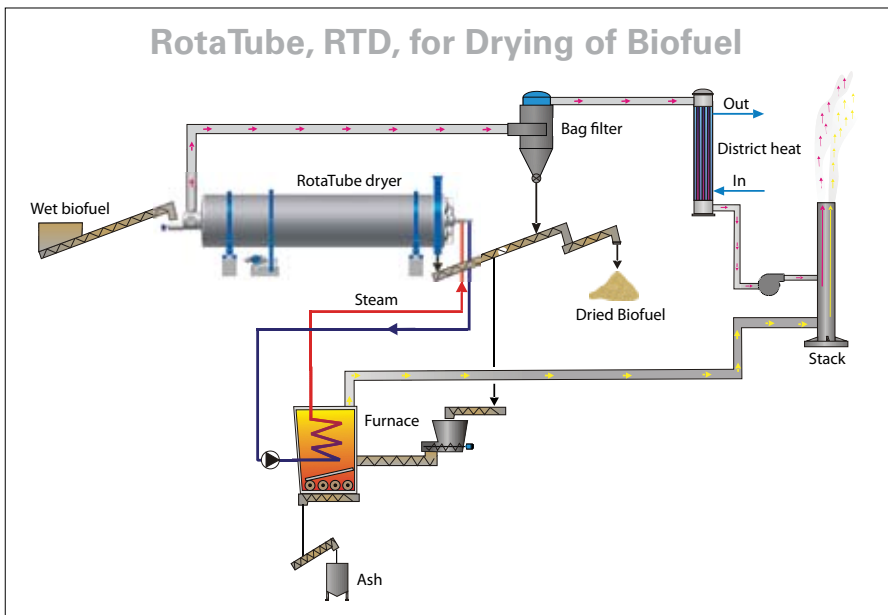 RotaTube, RTD, for Drying of Biofuel
Out
Bag filter
District heat
RotaTube dryer
In
Wet biofuel
Steam
Dried Biofuel
Stack
Furnace
Ash